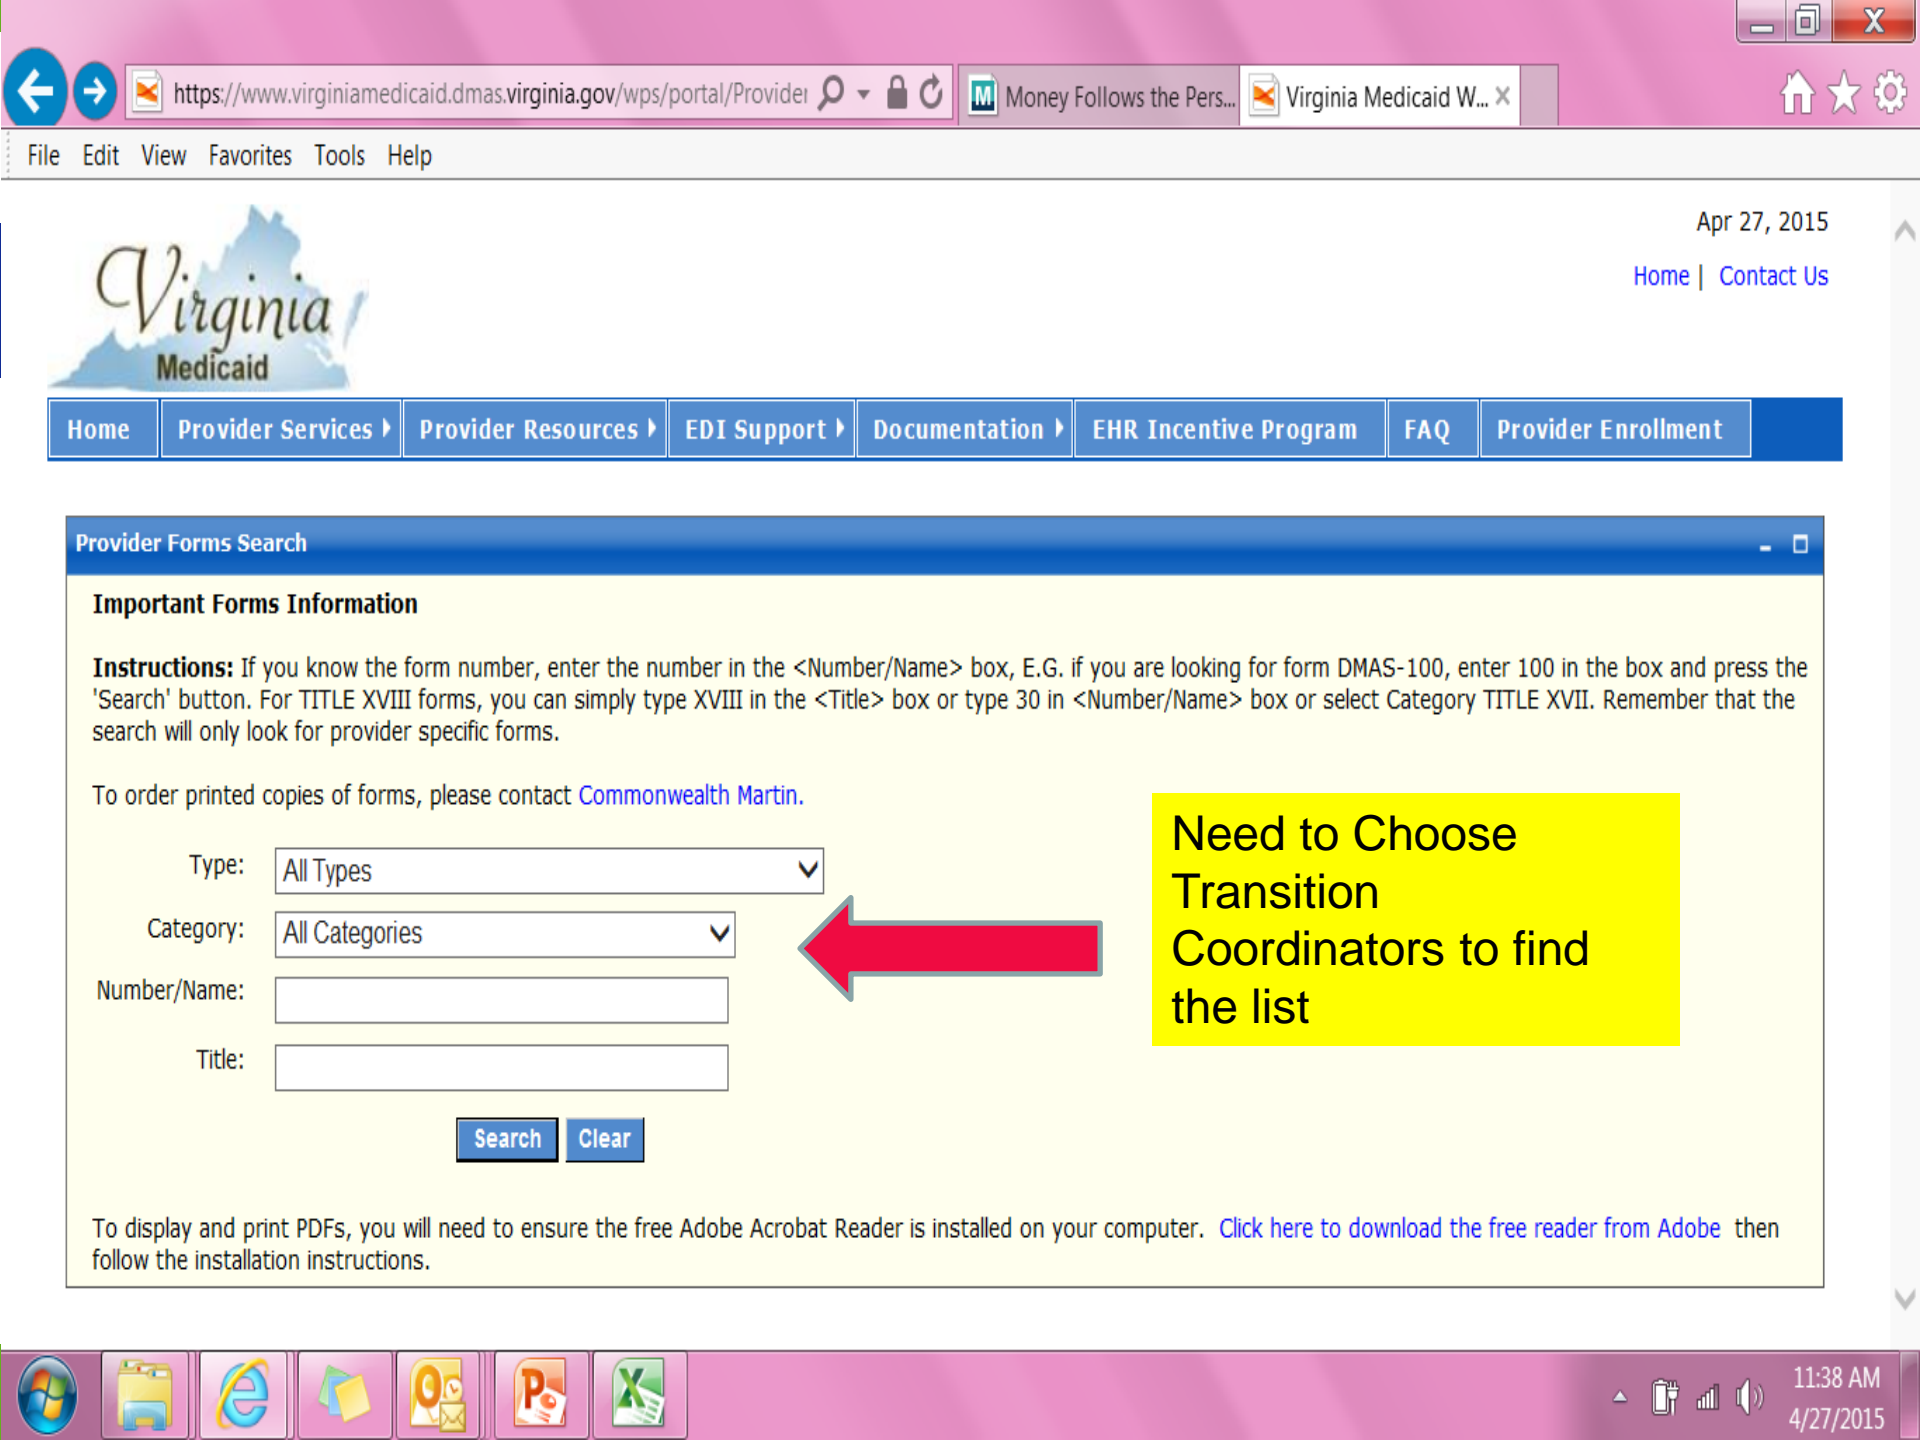 X
https://www.virginiamedicaid.dmas.virginia.gov/wps/portal/Provider
Money Follows the Pers...
Virginia Medicaid W...
File Edit View Favorites Tools Help
Apr 27, 2015
Home | Contact Us
Virginia
Medicaid
Home Provider Services Provider Resources EDI Support Documentation EHR Incentive Program FAQ Provider Enrollment
Provider Forms Search
Important Forms Information
Instructions: If you know the form number, enter the number in the <Number/Name> box, E.G. if you are looking for form DMAS-100, enter 100 in the box and press the
'Search' button. For TITLE XVIII forms, you can simply type XVIII in the <Title> box or type 30 in <Number/Name> box or select Category TITLE XVII. Remember that the
search will only look for provider specific forms.
To order printed copies of forms, please contact Commonwealth Martin.
Type: All Types
Category: All Categories
Number/Name:
Title:
Search Clear
Need to Choose
Transition
Coordinators to find
the list
To display and print PDFs, you will need to ensure the free Adobe Acrobat Reader is installed on your computer. Click here to download the free reader from Adobe then
follow the installation instructions.
11:38 AM
4/27/2015